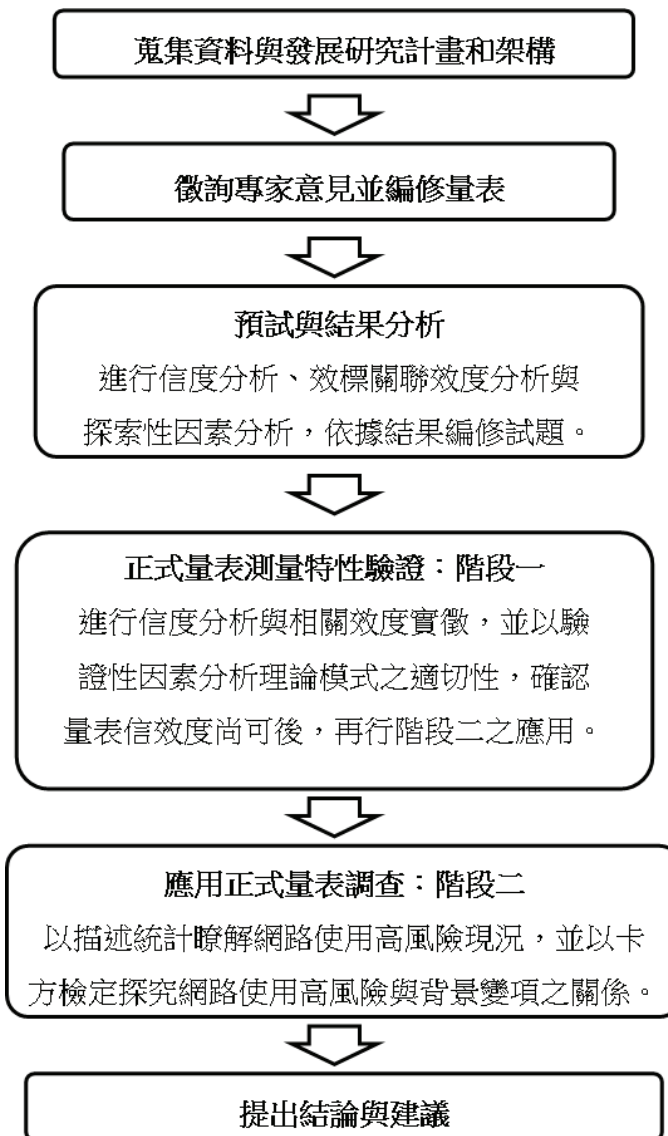 蒐集資料與發展研究計畫和架構
徵詢專家意見並編修量表
預試與結果分析
進行信度分析、效標關聯效度分析與
探索性因素分析，依據結果編修試題。
正式量表測量特性驗證：階段一
進行信度分析與相關效度實徵，並以驗
證性因素分析理論模式之適切性，確認
量表信效度尚可後，再行階段二之應用。
應用正式量表調查：階段二
以描述統計瞭解網路使用高風險現況，並以卡
方檢定探究網路使用高風險與背景變項之關係。
提出結論與建議